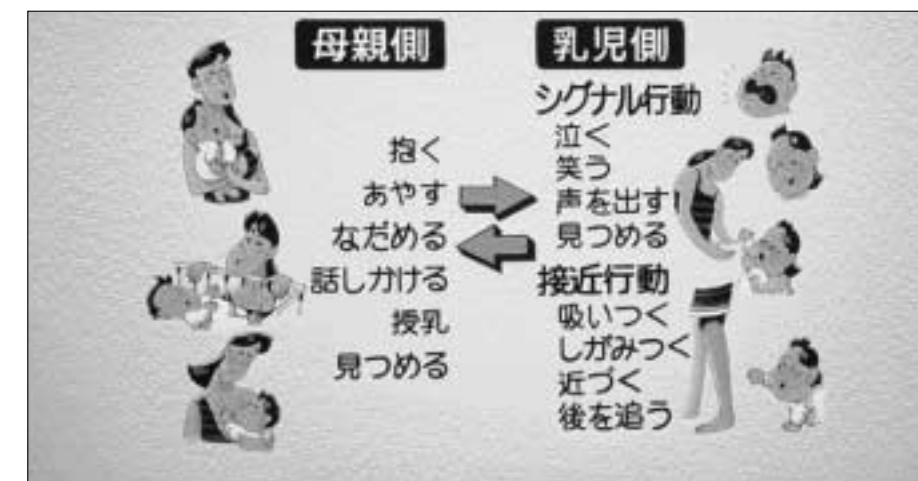 母親側
抱く
あやす
なだめる
話しかける
授乳
見つめる
乳児側
シグナル行動
泣く
笑う
声を出す
見つめる
接近行動
吸いつく
しがみつく
近づく
後を追う